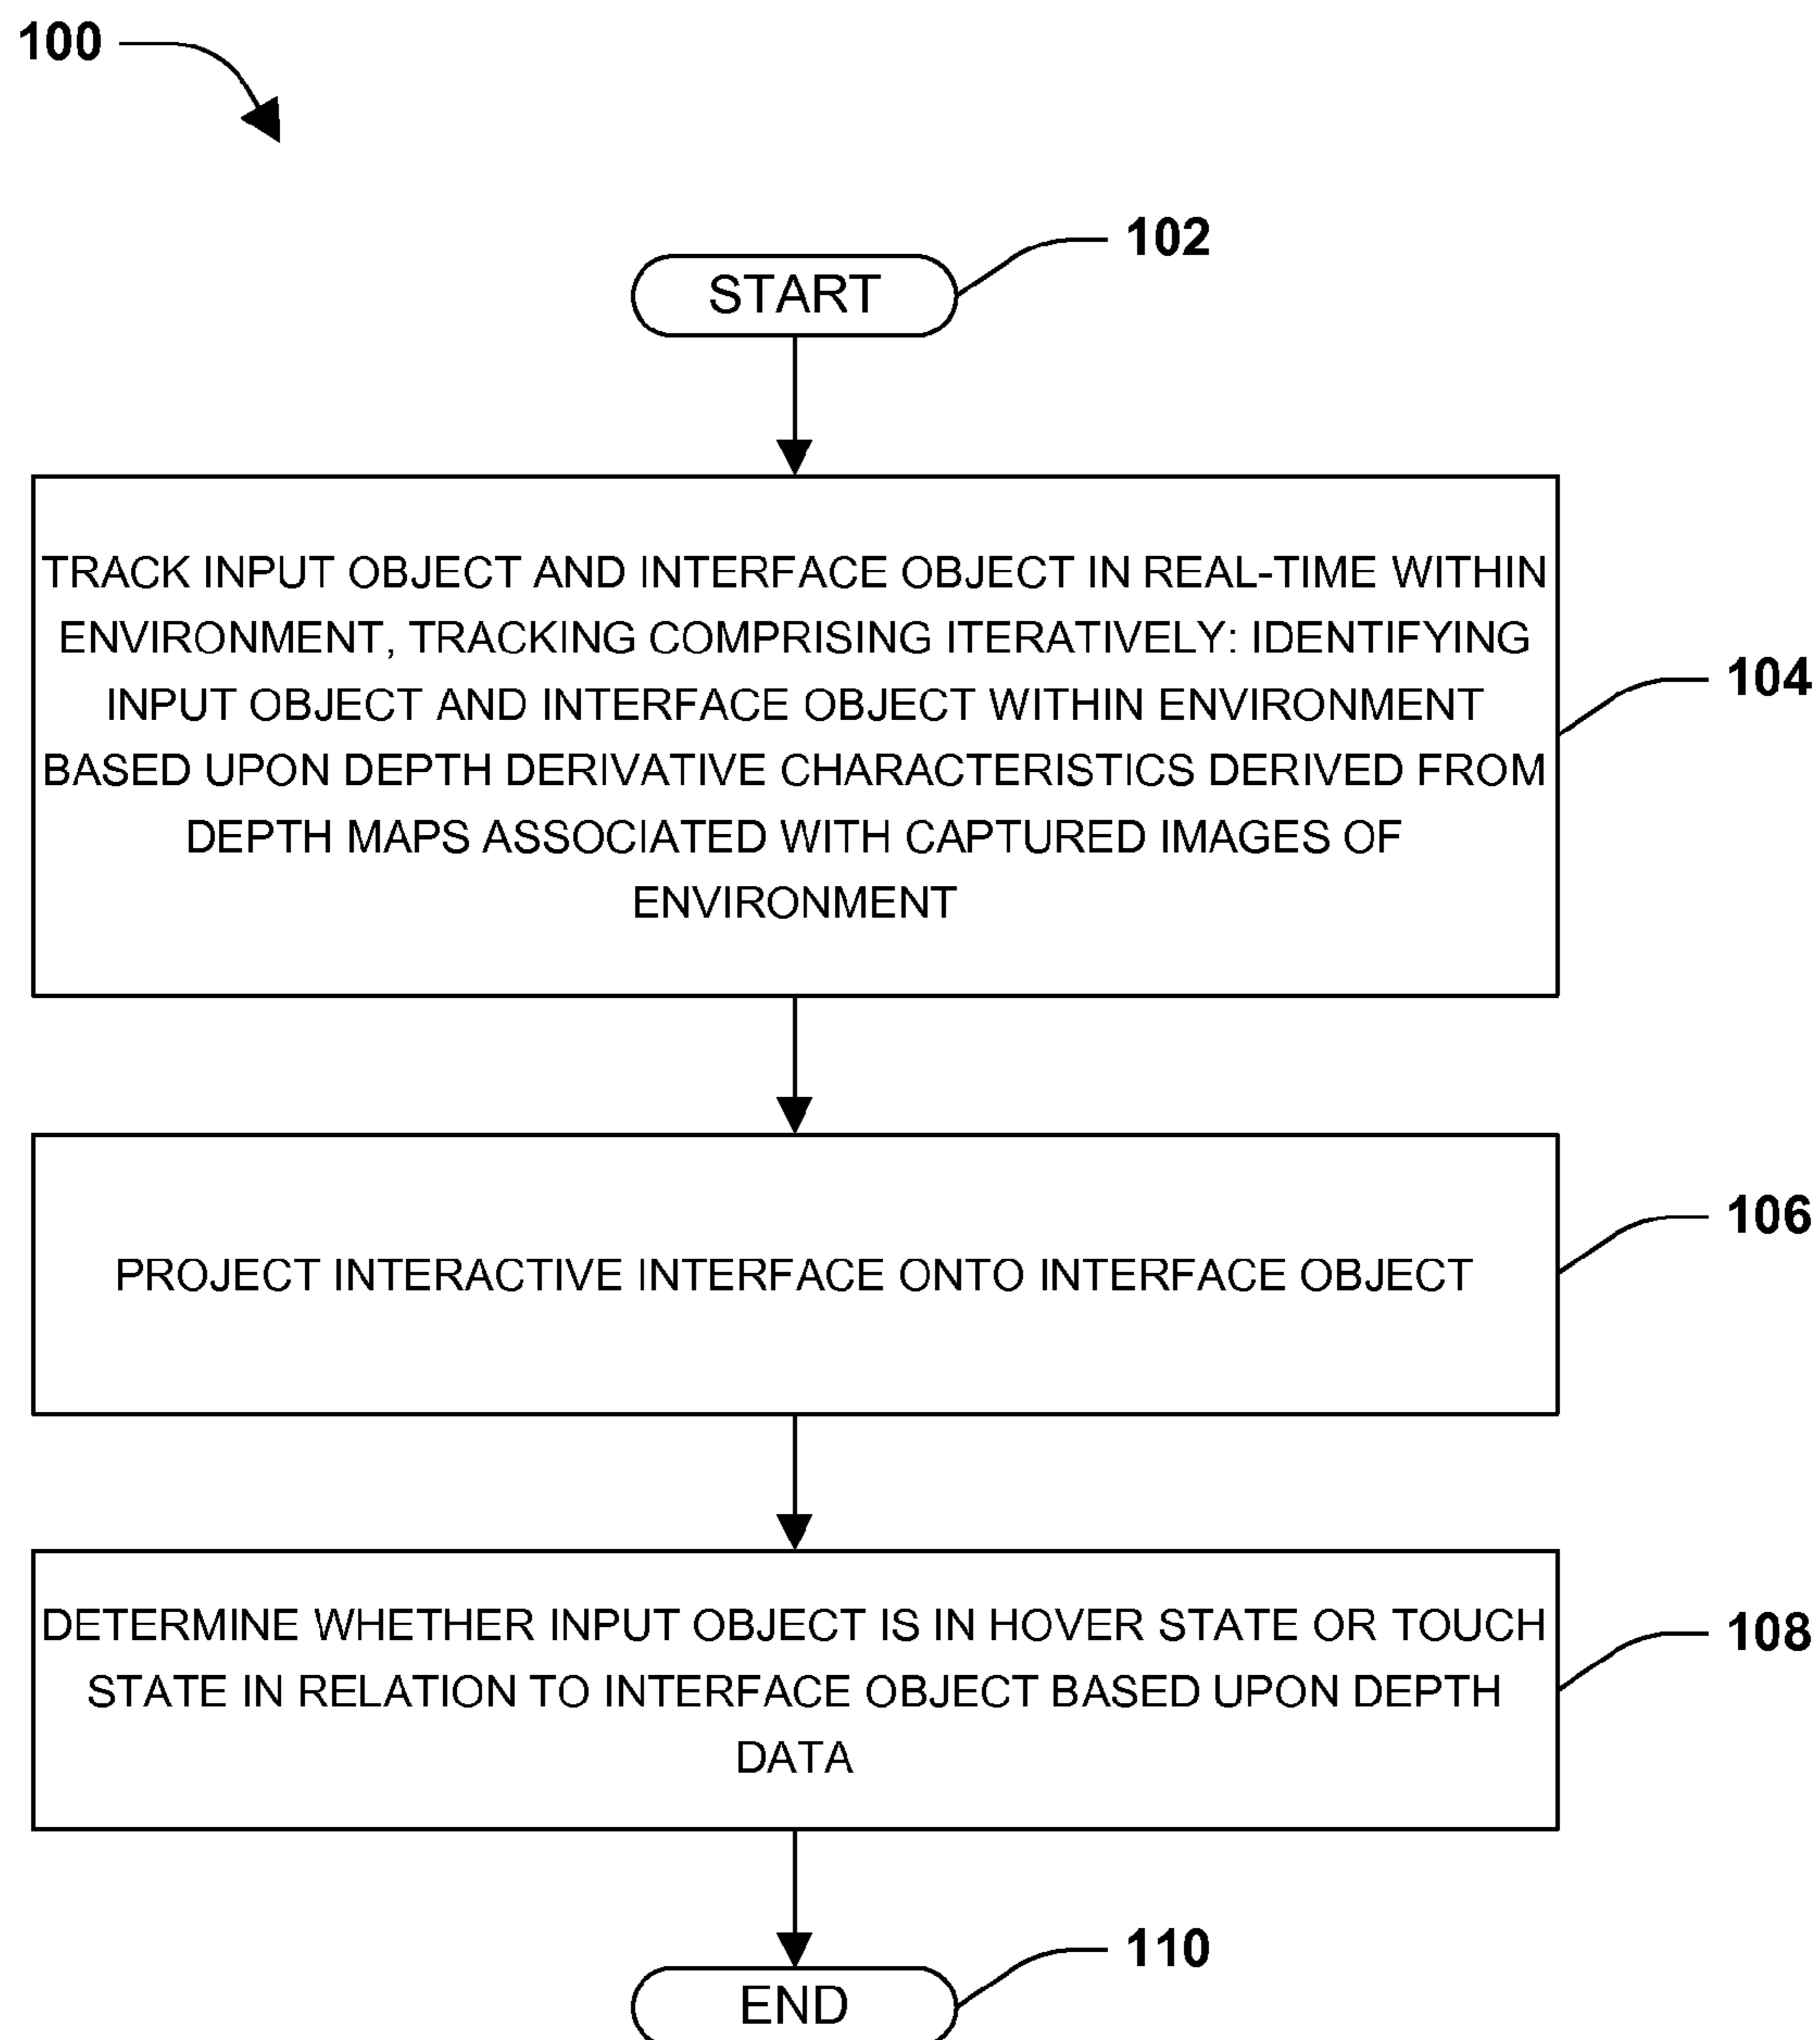 100
102
START
TRACK INPUT OBJECT AND INTERFACE OBJECT IN REAL-TIME WITHIN
ENVIRONMENT, TRACKING COMPRISING ITERATIVELY: IDENTIFYING
INPUT OBJECT AND INTERFACE OBJECT WITHIN ENVIRONMENT
BASED UPON DEPTH DERIVATIVE CHARACTERISTICS DERIVED FROM
DEPTH MAPS ASSOCIATED WITH CAPTURED IMAGES OF
ENVIRONMENT
104
PROJECT INTERACTIVE INTERFACE ONTO INTERFACE OBJECT
106
DETERMINE WHETHER INPUT OBJECT IS IN HOVER STATE OR TOUCH
STATE IN RELATION TO INTERFACE OBJECT BASED UPON DEPTH
DATA
108
110
END